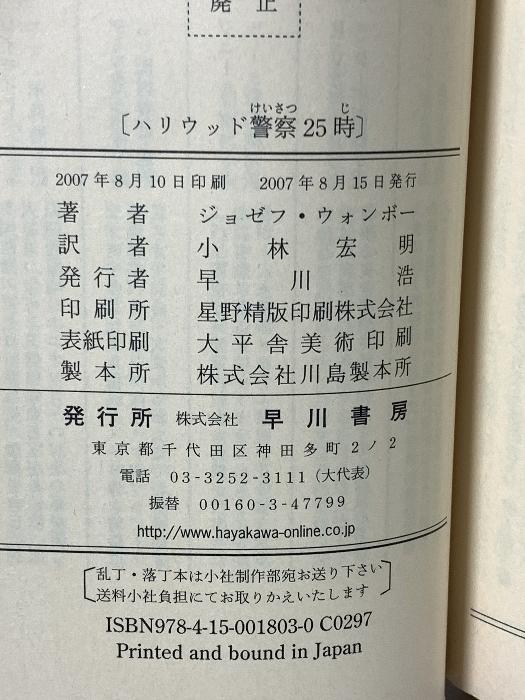 廃止
けいさつ じ
〔ハリウッド警察25時〕
2007年8月10日印刷 2007年8月15日発行
著者 ジョゼフ・ウォンボー
訳者 小林宏明
発行者 早川浩
印刷所 星野精版印刷株式会社
表紙印刷 大平舎美術印刷
製本所 株式会社川島製本所
発行所 株式会社 早川書房
東京都千代田区神田多町2ノ2
電話 03-3252-3111(大代表)
振替 00160-3-47799
http://www.hayakawa-online.co.jp
乱丁・落丁本は小社制作部宛お送り下さい
送料小社負担にてお取りかえいたします
ISBN978-4-15-001803-0 C0297
Printed and bound in Japan